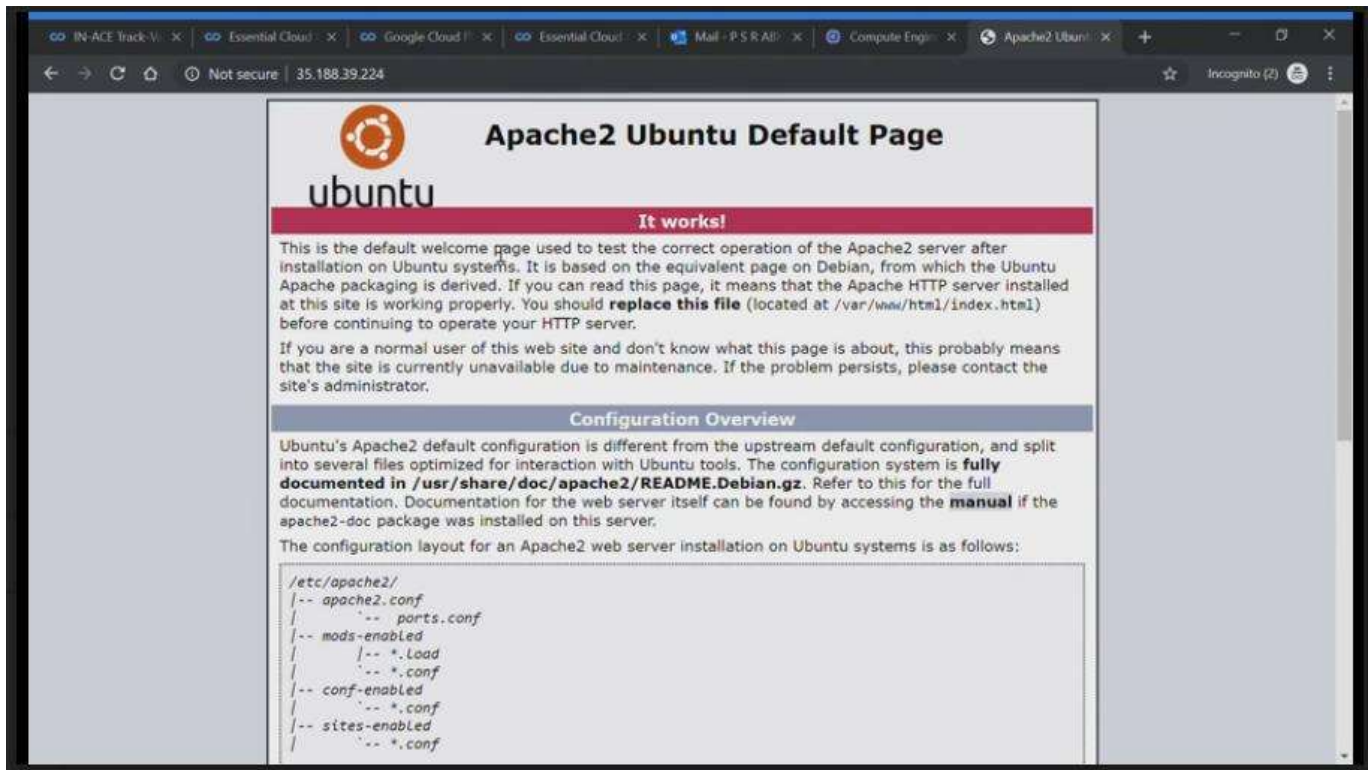 IN-ACE Track-V Essential Cloud Google Cloud Essential Cloud Mail - P S R AB Compute Engin Apache2 Ubunt
Not secure 35.188.39.224 Incognito (2)
ubuntu
Apache2 Ubuntu Default Page
It works!
This is the default welcome page used to test the correct operation of the Apache2 server after
installation on Ubuntu systems. It is based on the equivalent page on Debian, from which the Ubuntu
Apache packaging is derived. If you can read this page, it means that the Apache HTTP server installed
at this site is working properly. You should replace this file (located at /var/www/html/index.html)
before continuing to operate your HTTP server.
If you are a normal user of this web site and don't know what this page is about, this probably means
that the site is currently unavailable due to maintenance. If the problem persists, please contact the
site's administrator.
Configuration Overview
Ubuntu's Apache2 default configuration is different from the upstream default configuration, and split
into several files optimized for interaction with Ubuntu tools. The configuration system is fully
documented in /usr/share/doc/apache2/README.Debian.gz. Refer to this for the full
documentation. Documentation for the web server itself can be found by accessing the manual if the
apache2-doc package was installed on this server.
The configuration layout for an Apache2 web server installation on Ubuntu systems is as follows:
/etc/apache2/
|-- apache2.conf
|       `--  ports.conf
|-- mods-enabled
|       |-- *.load
|       `-- *.conf
|-- conf-enabled
|       `-- *.conf
|-- sites-enabled
|       `-- *.conf